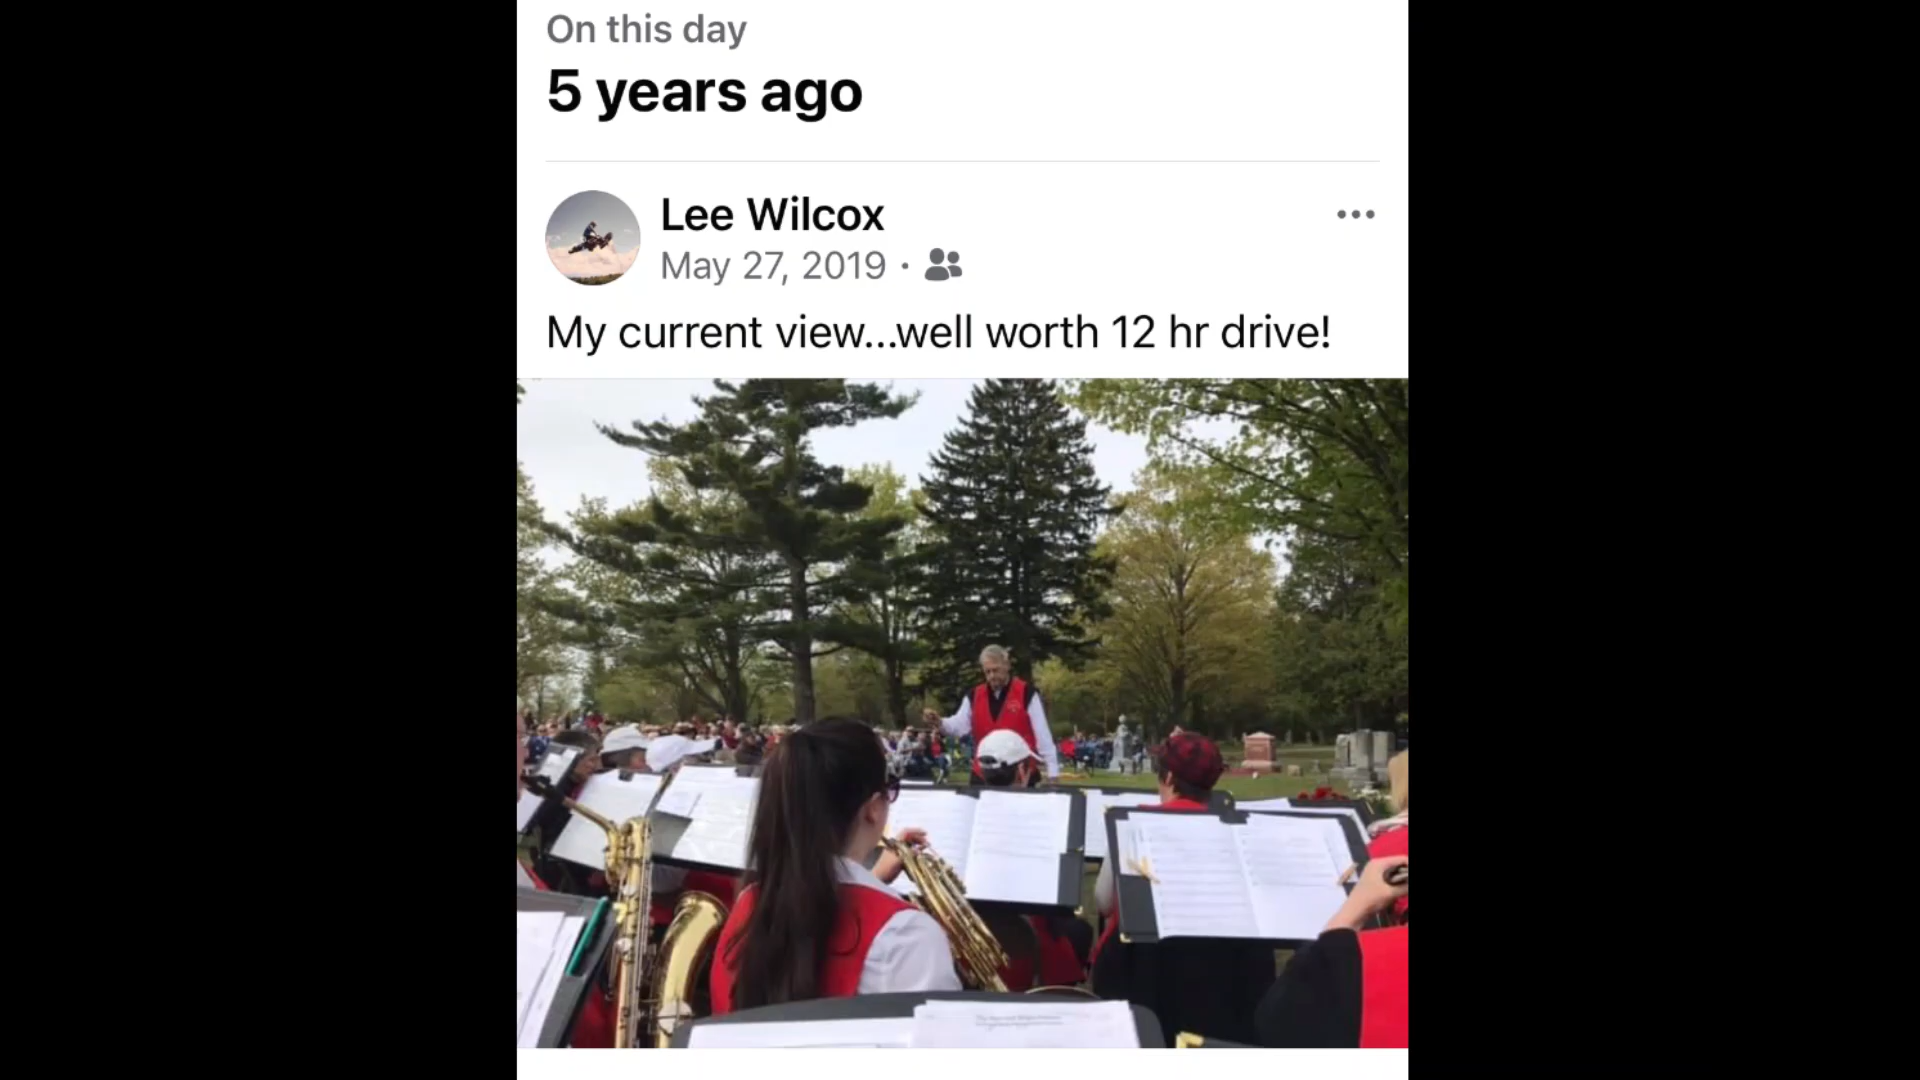 On this day
5 years ago
Lee Wilcox
May 27, 2019 ·
My current view...well worth 12 hr drive!